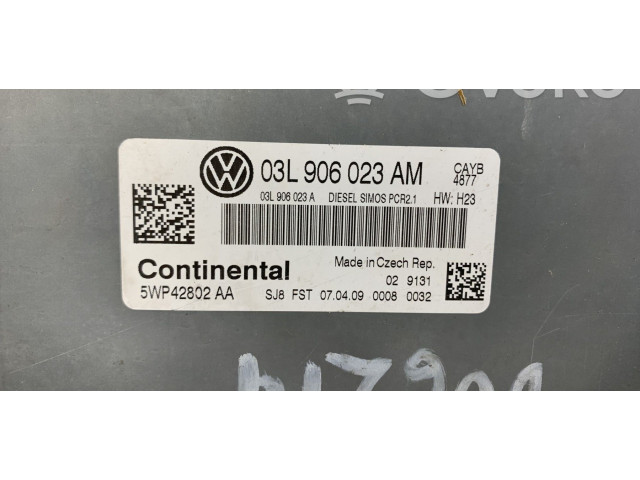 03L 906 023 AM
CAYB
4877
03L 906 023 A DIESEL SIMOS PCR2.1 HW: H23
Continental
Made in Czech Rep.
02 9131
5WP42802 AA
SJ8 FST 07.04.09 0008 0032